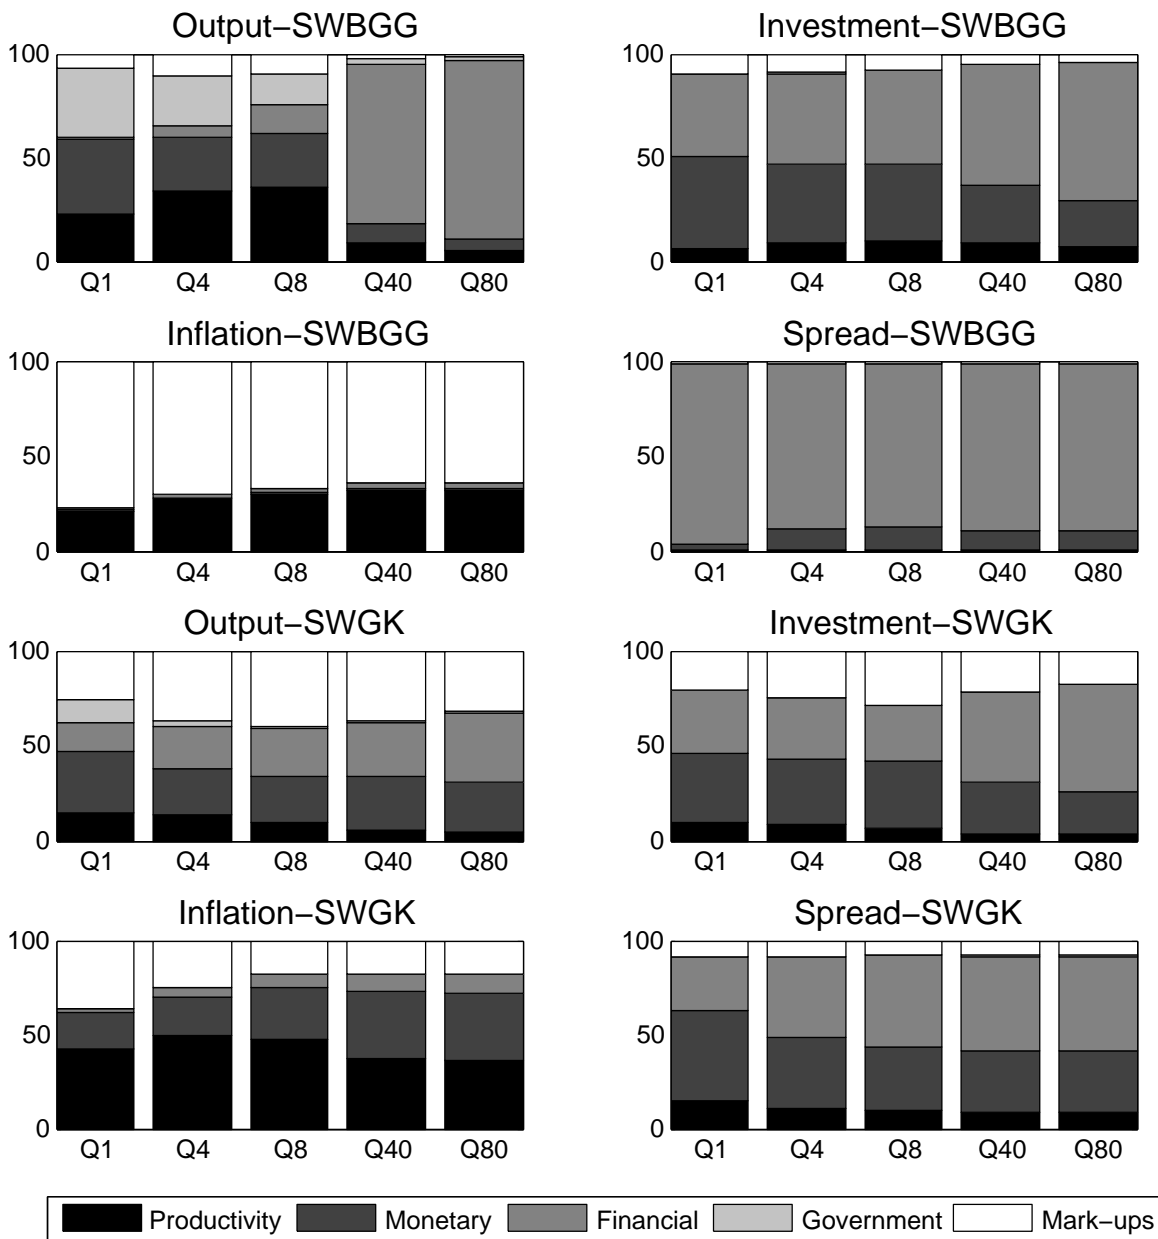 Output−SWBGG
100
50
0
Q1 Q4 Q8 Q40 Q80
Investment−SWBGG
100
50
0
Q1 Q4 Q8 Q40 Q80
Inflation−SWBGG
100
50
0
Q1 Q4 Q8 Q40 Q80
Spread−SWBGG
100
50
0
Q1 Q4 Q8 Q40 Q80
Output−SWGK
100
50
0
Q1 Q4 Q8 Q40 Q80
Investment−SWGK
100
50
0
Q1 Q4 Q8 Q40 Q80
Inflation−SWGK
100
50
0
Q1 Q4 Q8 Q40 Q80
Spread−SWGK
100
50
0
Q1 Q4 Q8 Q40 Q80
Productivity Monetary Financial Government Mark−ups